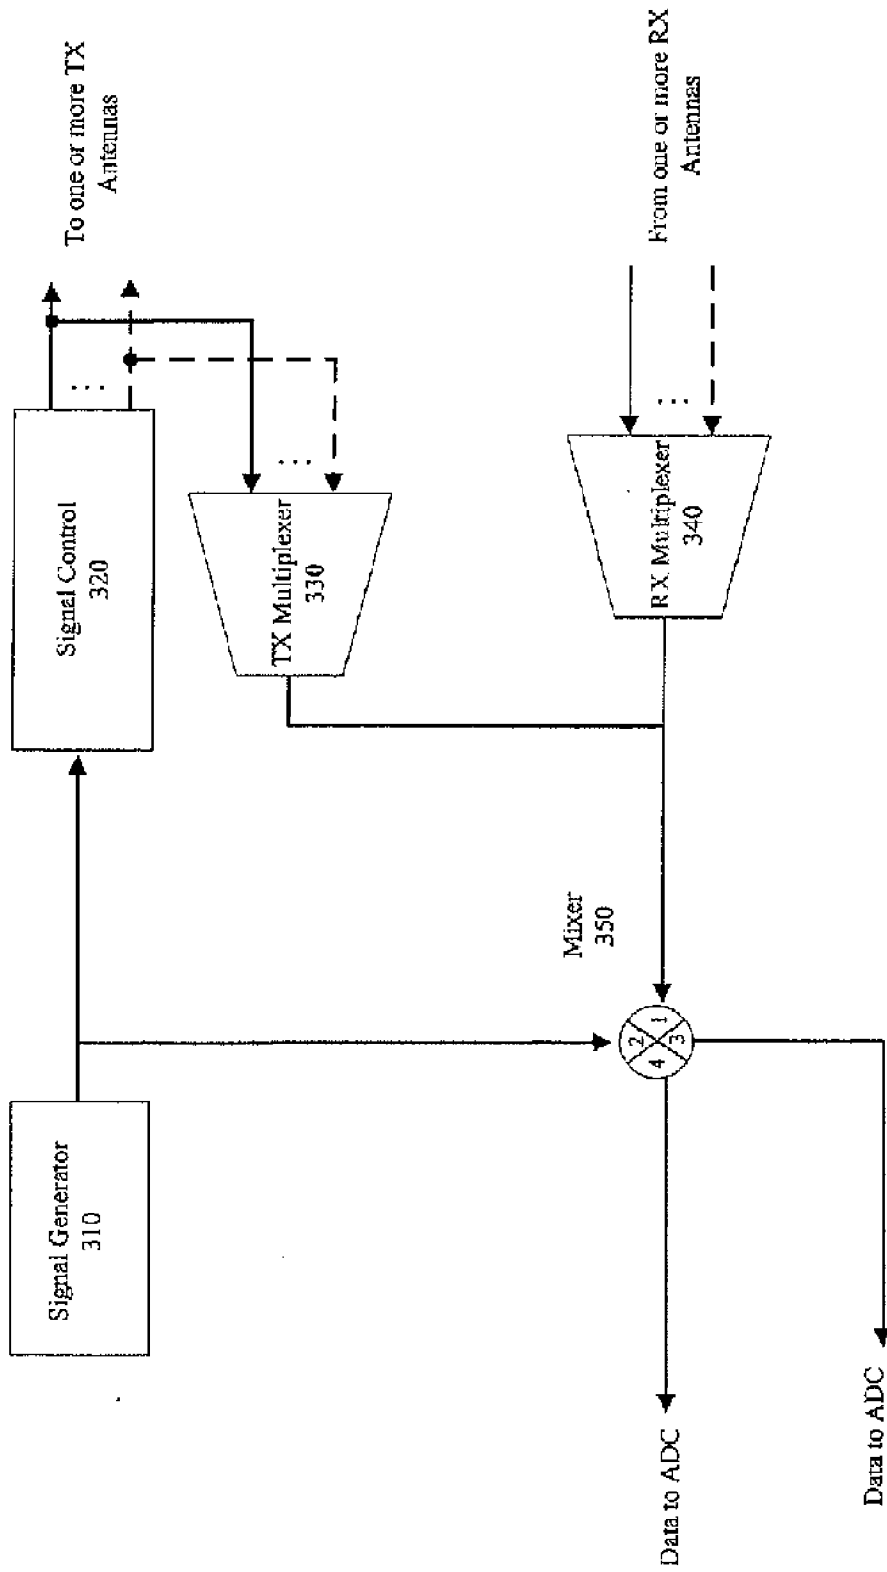 Signal Generator
310
Signal Control
320
...
To one or more TX
Antennas
...
TX Multiplexer
330
Mixer
350
2
1
4
3
...
RX Multiplexer
340
From one or more RX
Antennas
Data to ADC
Data to ADC